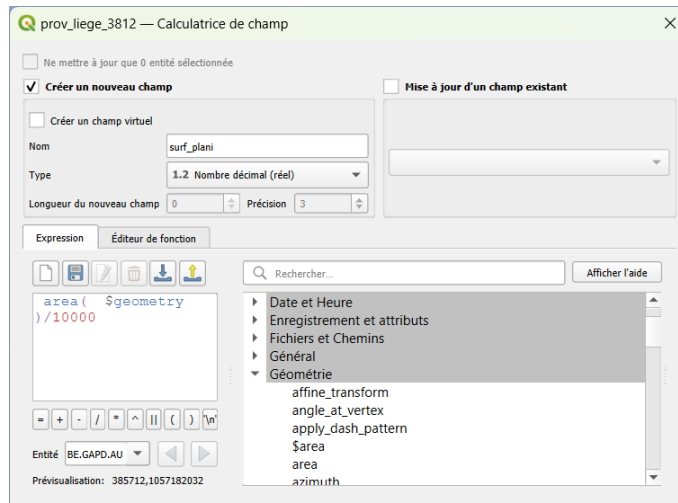 prov_liege_3812 — Calculatrice de champ
Ne mettre à jour que 0 entité sélectionnée
Créer un nouveau champ
Mise à jour d'un champ existant
Créer un champ virtuel
Nom surf_plani
Type 1.2 Nombre décimal (réel)
Longueur du nouveau champ 0 Précision 3
Expression Éditeur de fonction
Rechercher... Afficher l'aide
area( $geometry
)/10000
Date et Heure
Enregistrement et attributs
Fichiers et Chemins
Général
Géométrie
affine_transform
angle_at_vertex
apply_dash_pattern
$area
area
azimuth
= + - / * ^ || ( ) '\n'
Entité BE.GAPD.AU
Prévisualisation: 385712,1057182032